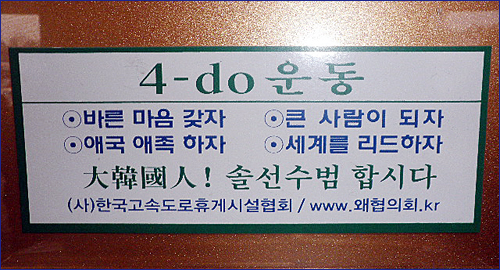 4-do 운동
⊙바른 마음 갖자 ⊙큰 사람이 되자
⊙애국 애족 하자 ⊙세계를 리드하자
大韓國人! 솔선수범 합시다
(사)한국고속도로휴게시설협회 / www.왜협의회.kr